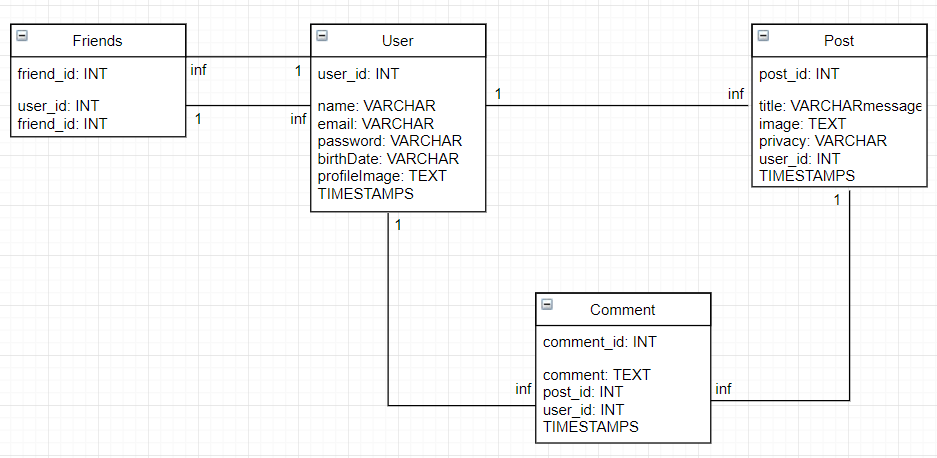 Friends
friend_id: INT
user_id: INT
friend_id: INT
inf
1
1
inf
User
user_id: INT
name: VARCHAR
email: VARCHAR
password: VARCHAR
birthDate: VARCHAR
profileImage: TEXT
TIMESTAMPS
1
inf
Post
post_id: INT
title: VARCHARmessage
image: TEXT
privacy: VARCHAR
user_id: INT
TIMESTAMPS
1
1
Comment
comment_id: INT
comment: TEXT
post_id: INT
user_id: INT
TIMESTAMPS
inf
inf